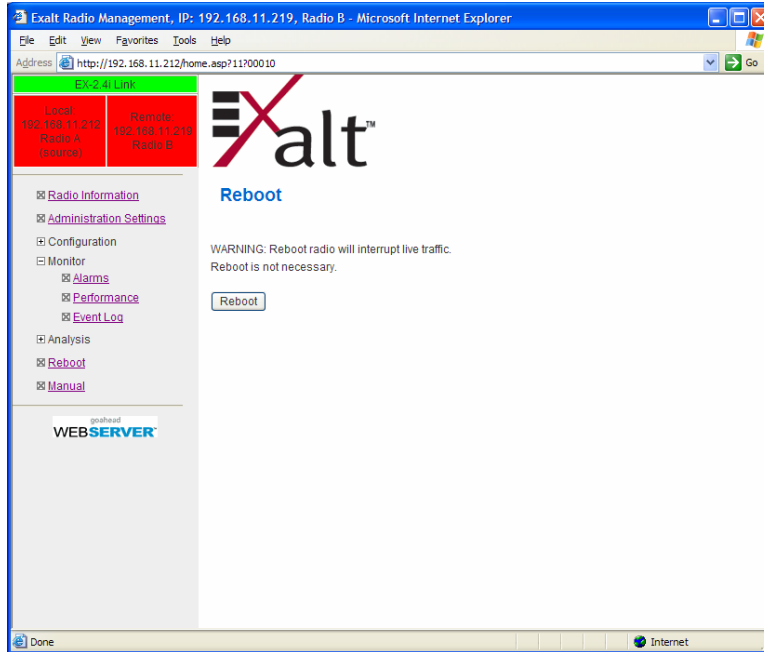 Exalt Radio Management, IP: 192.168.11.219, Radio B - Microsoft Internet Explorer
File Edit View Favorites Tools Help
Address http://192.168.11.212/home.asp?11?00010 Go
EX-2.4i Link
Local:
192.168.11.212
Radio A
(source)
Remote:
192.168.11.219
Radio B
Exalt™
Reboot
Radio Information
Administration Settings
Configuration
Monitor
Alarms
Performance
Event Log
Analysis
Reboot
Manual
WARNING: Reboot radio will interrupt live traffic.
Reboot is not necessary.
Reboot
goahead
WEBSERVER™
Done Internet